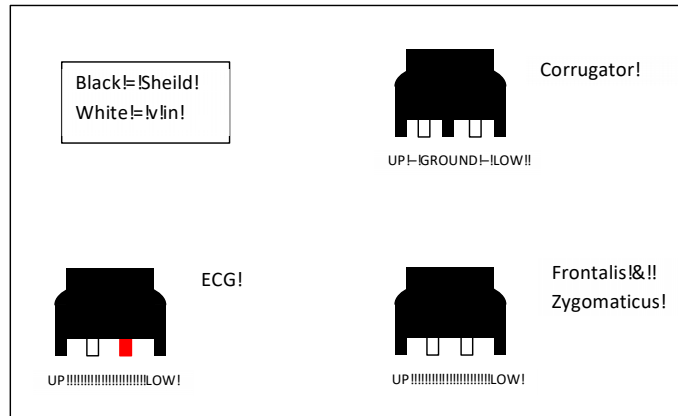 Black!=!Sheild!
White!=!v!in!
Corrugator!
UP!–!GROUND!–!LOW!!
ECG!
UP!!!!!!!!!!!!!!!!!!!!!!!LOW!
Frontalis!&!!
Zygomaticus!
UP!!!!!!!!!!!!!!!!!!!!!!!LOW!